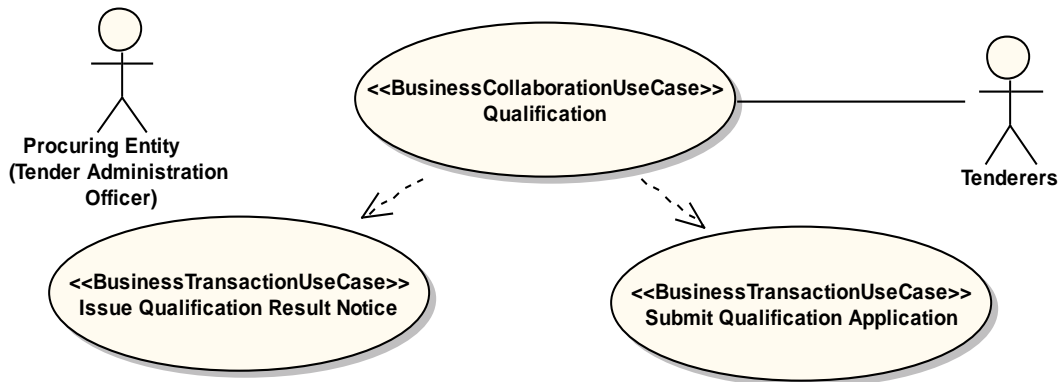 <<BusinessCollaborationUseCase>>
Qualification
Procuring Entity
(Tender Administration
Officer)
Tenderers
<<BusinessTransactionUseCase>>
Issue Qualification Result Notice
<<BusinessTransactionUseCase>>
Submit Qualification Application